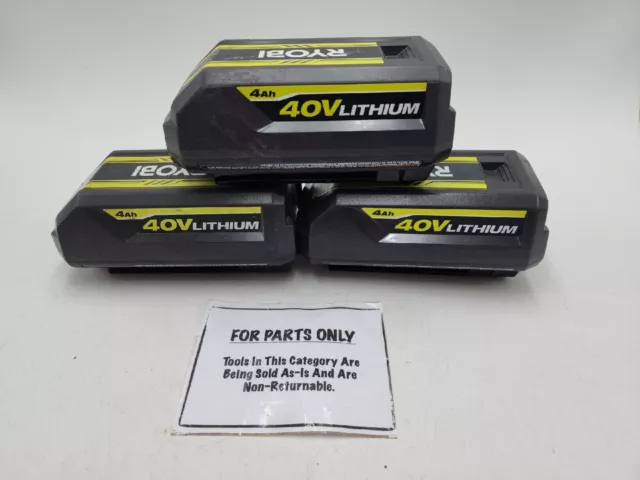 RYOBI
4Ah
40V LITHIUM
RYOBI
4Ah
40V LITHIUM
RYOBI
4Ah
40V LITHIUM
FOR PARTS ONLY
Tools In This Category Are
Being Sold As-Is And Are
Non-Returnable.